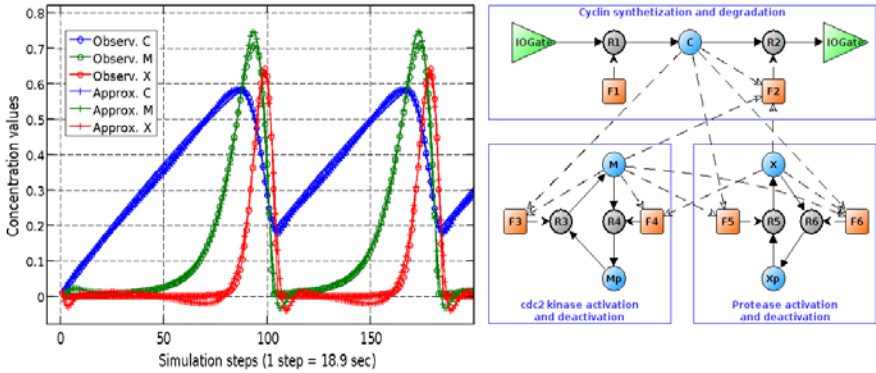 0.8
0.7
0.6
0.5
0.4
0.3
0.2
0.1
0
Concentration values
Observ. C
Observ. M
Observ. X
Approx. C
Approx. M
Approx. X
0
50
100
150
Simulation steps (1 step = 18.9 sec)
Cyclin synthetization and degradation
IOGate
R1
C
R2
IOGate
F1
F2
M
X
F3
R3
R4
F4
F5
R5
R6
F6
Mp
Xp
cdc2 kinase activation
and deactivation
Protease activation
and deactivation